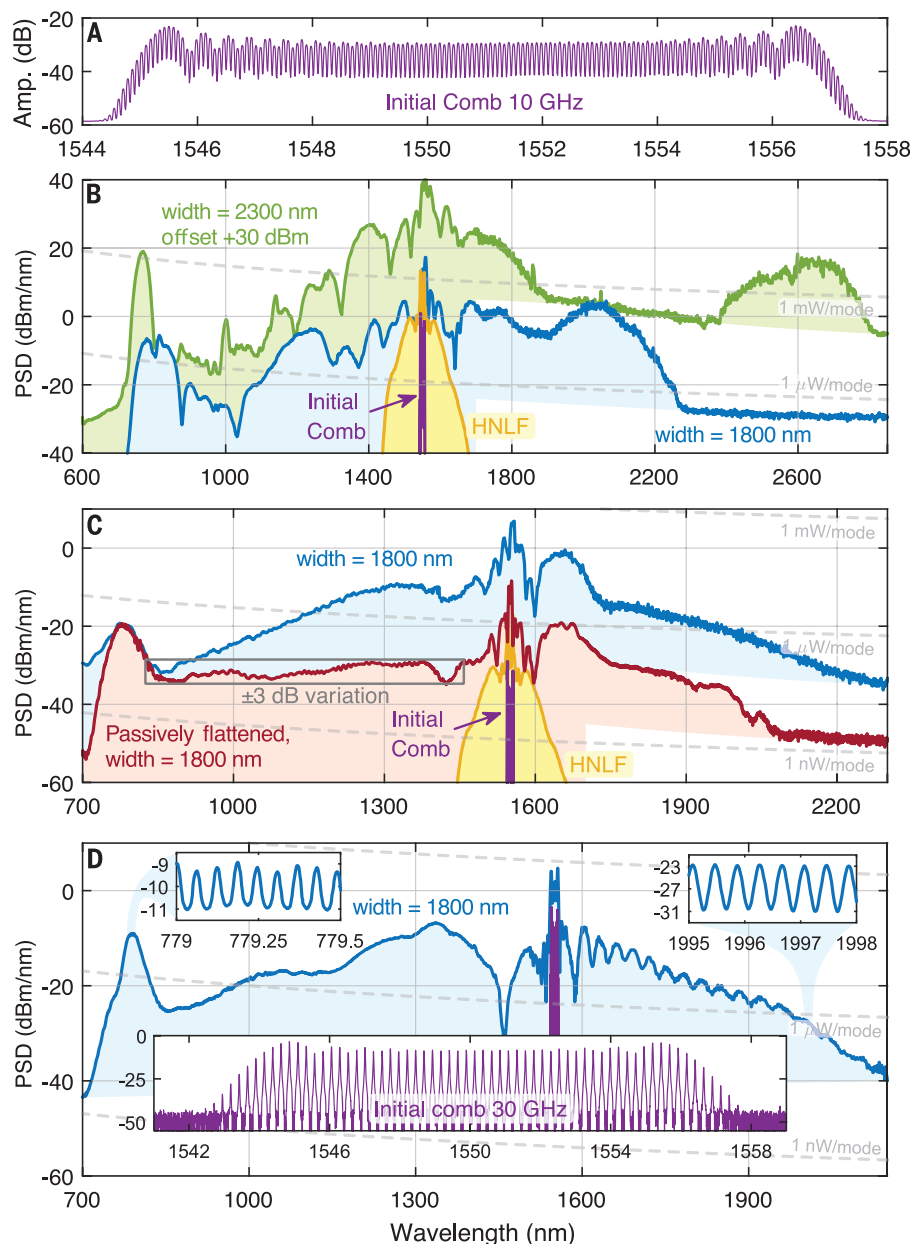 A
-20
-40
-60
Amp. (dB)
Initial Comb 10 GHz
1544 1546 1548 1550 1552 1554 1556 1558
B
40
20
0
-20
-40
PSD (dBm/nm)
width = 2300 nm
offset +30 dBm
1 mW/mode
1 μW/mode
Initial
Comb
HNLF
width = 1800 nm
600 1000 1400 1800 2200 2600
C
0
-20
-40
-60
PSD (dBm/nm)
width = 1800 nm
1 mW/mode
1 μW/mode
±3 dB variation
Initial
Comb
Passively flattened,
width = 1800 nm
HNLF
1 nW/mode
700 1000 1300 1600 1900 2200
D
0
-20
-40
-60
PSD (dBm/nm)
-9
-10
-11
779 779.25 779.5
width = 1800 nm
-23
-27
-31
1995 1996 1997 1998
1 μW/mode
0
-25
-50
Initial comb 30 GHz
1542 1546 1550 1554 1558
1 nW/mode
700 1000 1300 1600 1900
Wavelength (nm)